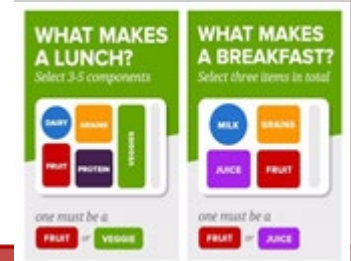 WHAT MAKES
A LUNCH?
Select 3-5 components
DAIRY
GRAINS
VEGGIES
FRUIT
PROTEIN
one must be a
FRUIT or VEGGIE
WHAT MAKES
A BREAKFAST?
Select three items in total
MILK
GRAINS
JUICE
FRUIT
one must be a
FRUIT or JUICE